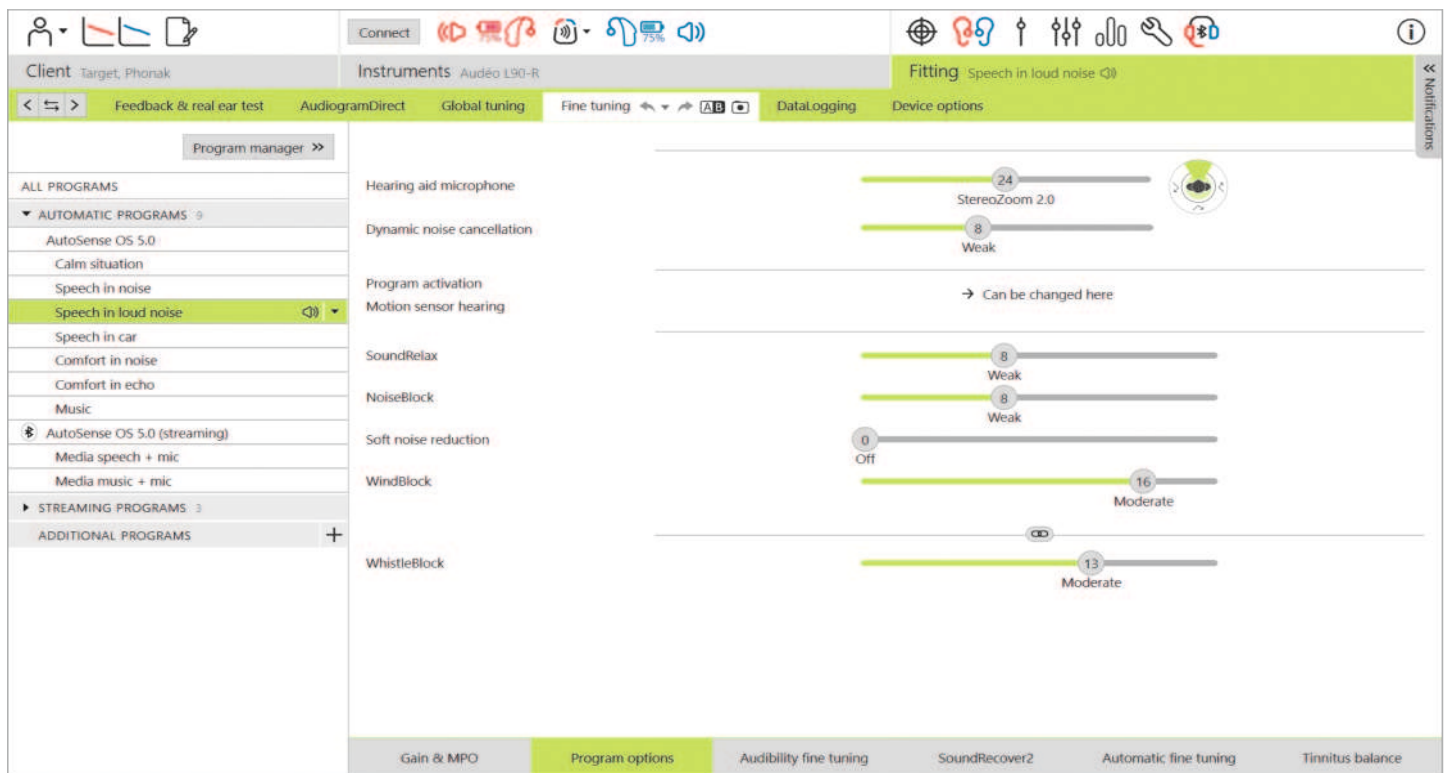 Connect
75%
75%
Client Target, Phonak
Instruments Audéo L90-R
Fitting Speech in loud noise
Notifications
Feedback & real ear test
AudiogramDirect
Global tuning
Fine tuning
AB
DataLogging
Device options
Program manager
ALL PROGRAMS
AUTOMATIC PROGRAMS 9
AutoSense OS 5.0
Calm situation
Speech in noise
Speech in loud noise
Speech in car
Comfort in noise
Comfort in echo
Music
AutoSense OS 5.0 (streaming)
Media speech + mic
Media music + mic
STREAMING PROGRAMS 3
ADDITIONAL PROGRAMS
Hearing aid microphone
24
StereoZoom 2.0
Dynamic noise cancellation
8
Weak
Program activation
Motion sensor hearing
→ Can be changed here
SoundRelax
8
Weak
NoiseBlock
8
Weak
Soft noise reduction
0
Off
WindBlock
16
Moderate
WhistleBlock
13
Moderate
Gain & MPO
Program options
Audibility fine tuning
SoundRecover2
Automatic fine tuning
Tinnitus balance